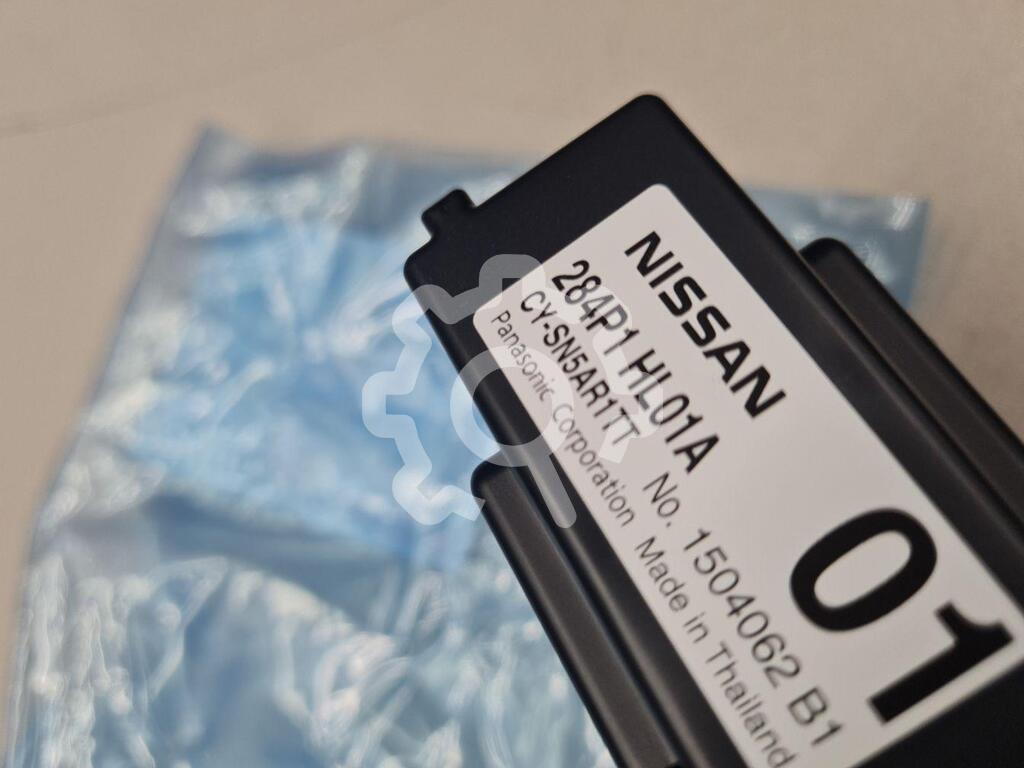 NISSAN
284P1 HL01A
CY-SN5AR1TT No. 1504062 B1
Panasonic Corporation Made in Thailand
01